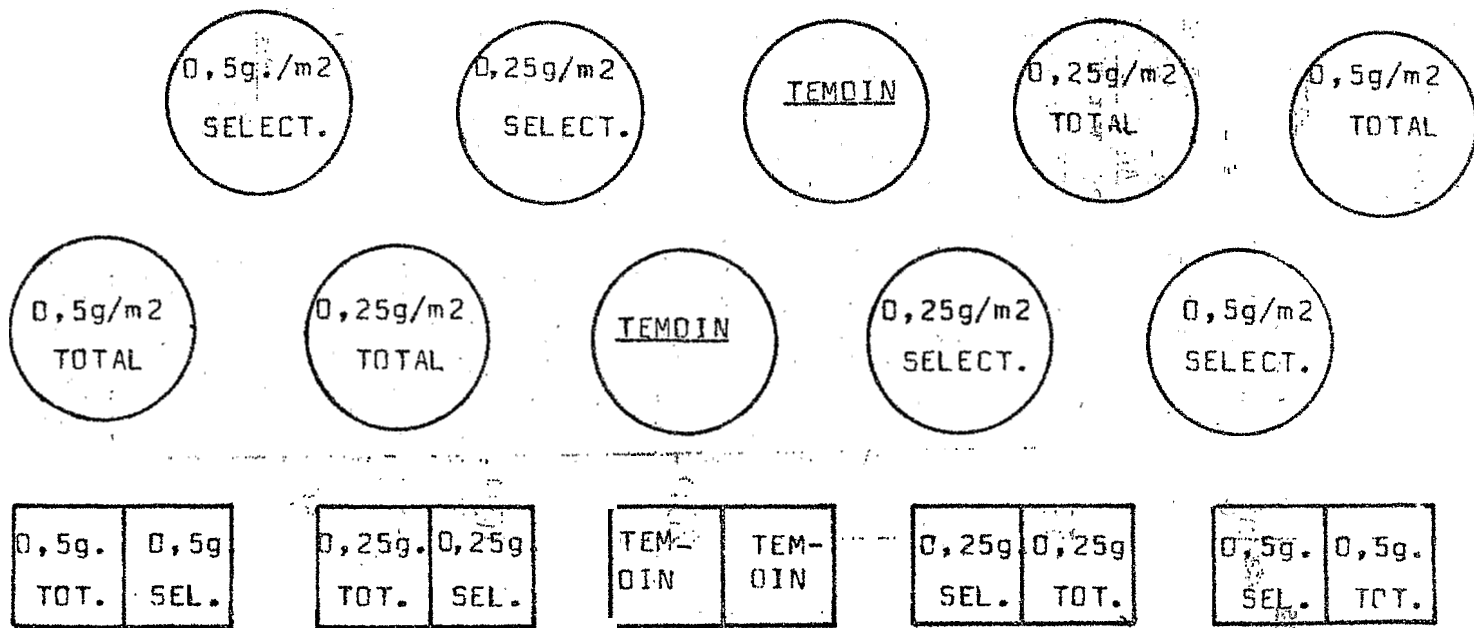 0,5g./m2 0,25g/m2 TEMOIN 0,25g/m2 0,5g/m2
SELECT. SELECT. TOTAL TOTAL
0,5g/m2 0,25g/m2 TEMOIN 0,25g/m2 0,5g/m2
TOTAL TOTAL SELECT. SELECT.
0,5g. 0,5g 0,25g. 0,25g TEM- TEM- 0,25g 0,25g 0,5g. 0,5g.
TOT. SEL. TOT. SEL. OIN OIN SEL. TOT. SEL. TOT.